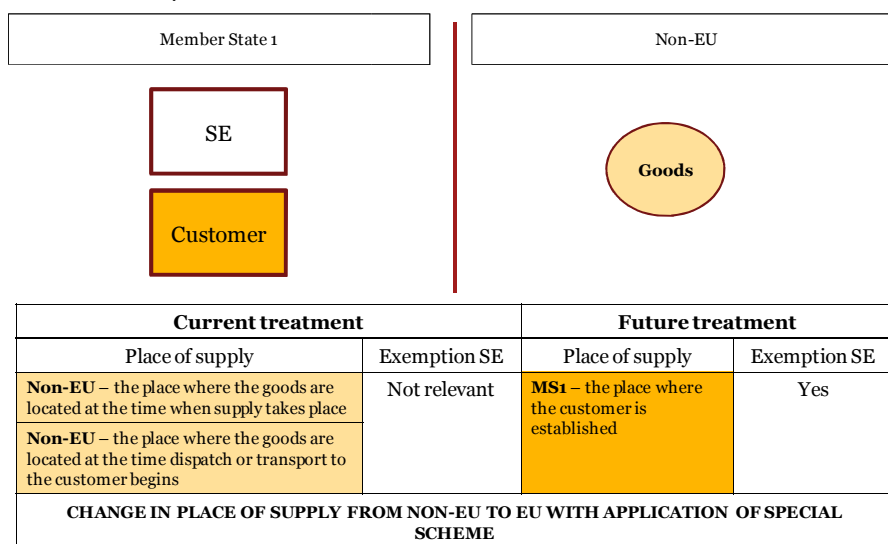 Member State 1
Non-EU
SE
Goods
Customer
Current treatment
Future treatment
Place of supply
Exemption SE
Place of supply
Exemption SE
Non-EU – the place where the goods are
located at the time when supply takes place
Not relevant
MS1 – the place where
the customer is
established
Yes
Non-EU – the place where the goods are
located at the time dispatch or transport to
the customer begins
CHANGE IN PLACE OF SUPPLY FROM NON-EU TO EU WITH APPLICATION OF SPECIAL
SCHEME